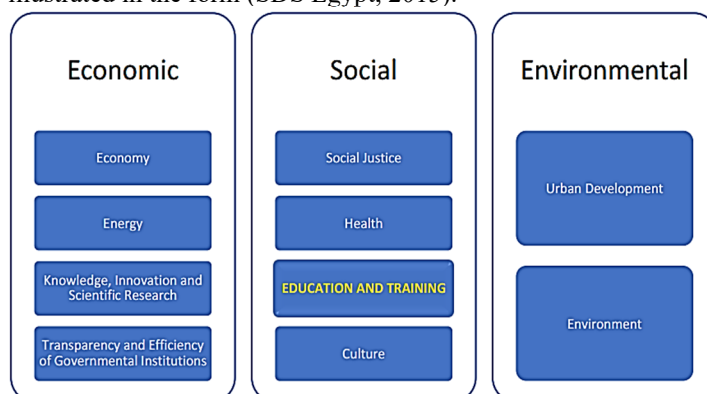 illustrated in the form (SDS Egypt, 2015).
Economic
Economy
Energy
Knowledge, Innovation and
Scientific Research
Transparency and Efficiency
of Governmental Institutions
Social
Social Justice
Health
EDUCATION AND TRAINING
Culture
Environmental
Urban Development
Environment